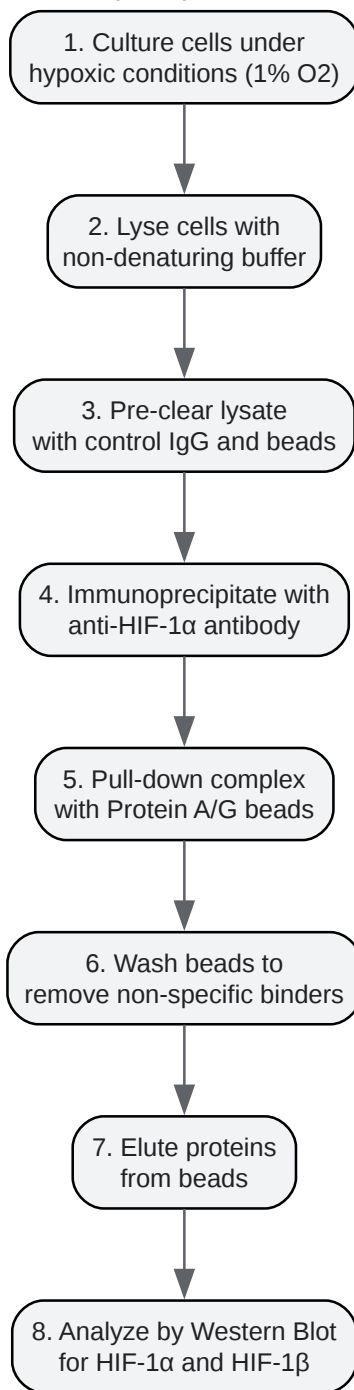 1. Culture cells under
hypoxic conditions (1% O2)
2. Lyse cells with
non-denaturing buffer
3. Pre-clear lysate
with control IgG and beads
4. Immunoprecipitate with
anti-HIF-1α antibody
5. Pull-down complex
with Protein A/G beads
6. Wash beads to
remove non-specific binders
7. Elute proteins
from beads
8. Analyze by Western Blot
for HIF-1α and HIF-1β